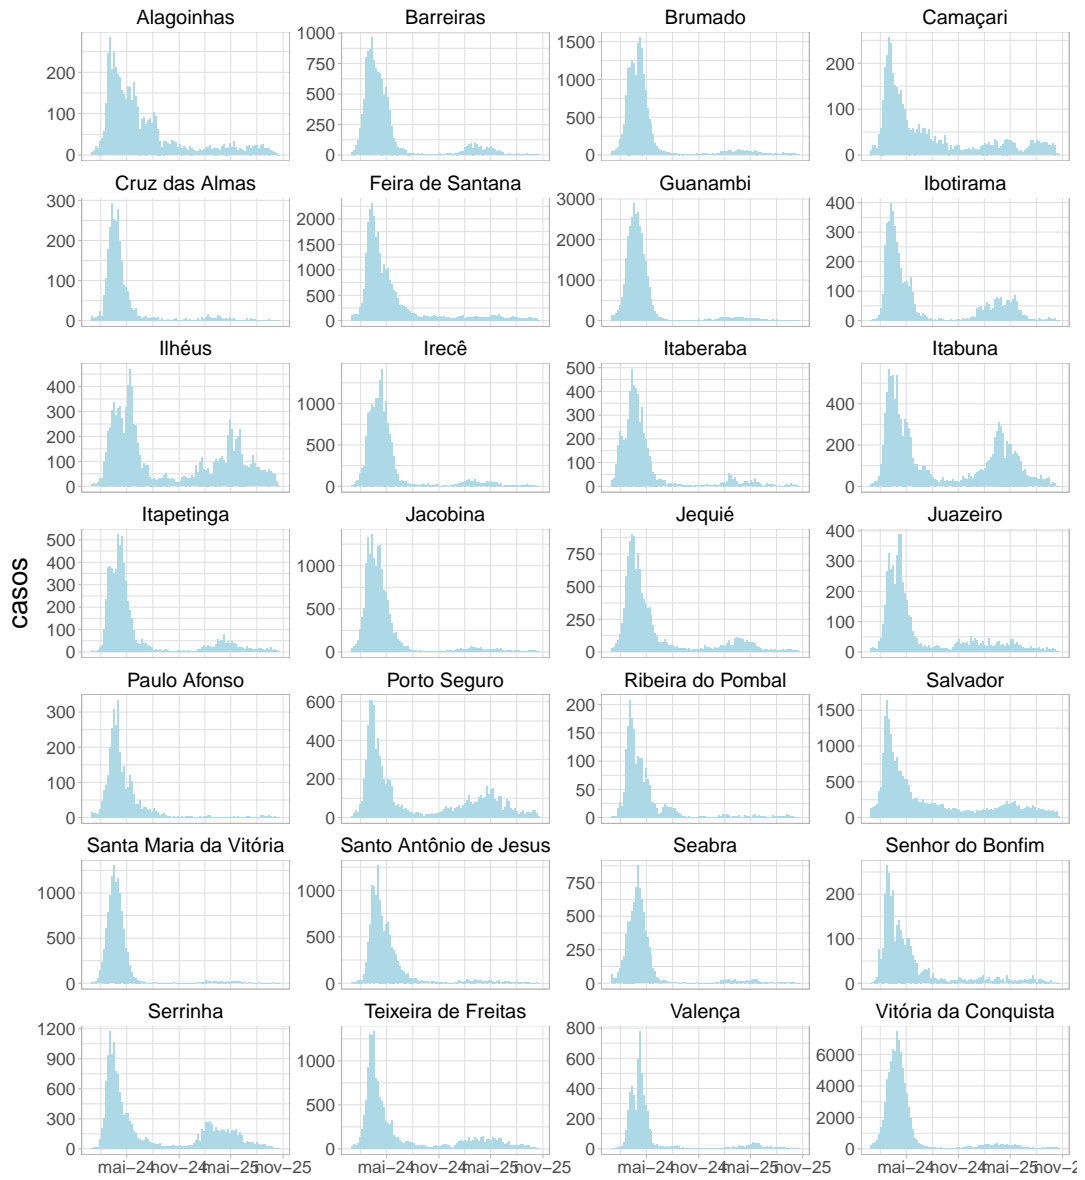 Alagoinhas Barreiras Brumado Camaçari
300 200 100 0
1000 750 500 250 0
1500 1000 500 0
200 100 0
Cruz das Almas Feira de Santana Guanambi Ibotirama
300 200 100 0
2000 1500 1000 500 0
3000 2000 1000 0
400 300 200 100 0
Ilhéus Irecê Itaberaba Itabuna
400 300 200 100 0
1000 500 0
500 400 300 200 100 0
400 200 0
Itapetinga Jacobina Jequié Juazeiro
500 400 300 200 100 0
1000 500 0
750 500 250 0
400 300 200 100 0
casos
Paulo Afonso Porto Seguro Ribeira do Pombal Salvador
300 200 100 0
600 400 200 0
200 150 100 50 0
1500 1000 500 0
Santa Maria da Vitória Santo Antônio de Jesus Seabra Senhor do Bonfim
1000 500 0
1000 500 0
750 500 250 0
200 100 0
Serrinha Teixeira de Freitas Valença Vitória da Conquista
1200 900 600 300 0
1000 500 0
800 600 400 200 0
6000 4000 2000 0
mai−24 nov−24 mai−25 nov−25 mai−24 nov−24 mai−25 nov−25 mai−24 nov−24 mai−25 nov−25 mai−24 nov−24 mai−25 nov−2